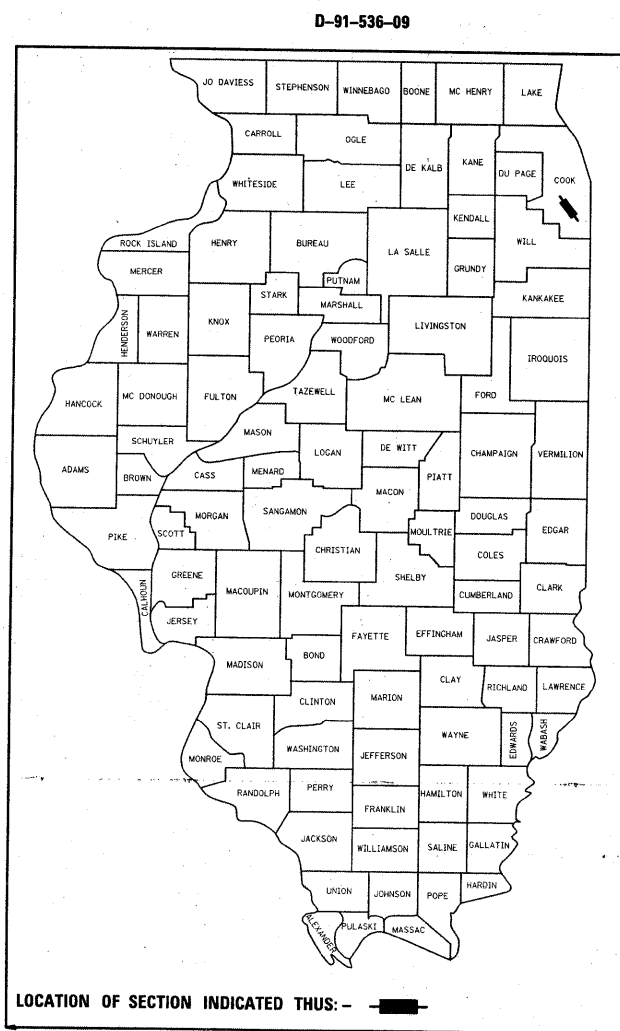 D-91-536-09
JO DAVIESS
STEPHENSON
WINNEBAGO
BOONE
MC HENRY
LAKE
CARROLL
OGLE
DE KALB
KANE
DU PAGE
COOK
WHITESIDE
LEE
KENDALL
WILL
ROCK ISLAND
HENRY
BUREAU
LA SALLE
GRUNDY
MERCER
PUTNAM
STARK
MARSHALL
KANKAKEE
HENDERSON
WARREN
KNOX
PEORIA
WOODFORD
LIVINGSTON
IROQUOIS
HANCOCK
MC DONOUGH
FULTON
TAZEWELL
MC LEAN
FORD
SCHUYLER
MASON
LOGAN
DE WITT
CHAMPAIGN
VERMILION
ADAMS
BROWN
CASS
MENARD
MACON
PIATT
PIKE
SCOTT
MORGAN
SANGAMON
CHRISTIAN
MOULTRIE
DOUGLAS
EDGAR
COLES
CALHOUN
GREENE
MACOUPIN
MONTGOMERY
SHELBY
CUMBERLAND
CLARK
JERSEY
FAYETTE
EFFINGHAM
JASPER
CRAWFORD
MADISON
BOND
CLAY
RICHLAND
LAWRENCE
CLINTON
MARION
ST. CLAIR
WAYNE
EDWARDS
WABASH
MONROE
WASHINGTON
JEFFERSON
RANDOLPH
PERRY
HAMILTON
WHITE
FRANKLIN
JACKSON
WILLIAMSON
SALINE
GALLATIN
UNION
JOHNSON
POPE
HARDIN
ALEXANDER
PULASKI
MASSAC
LOCATION OF SECTION INDICATED THUS: -